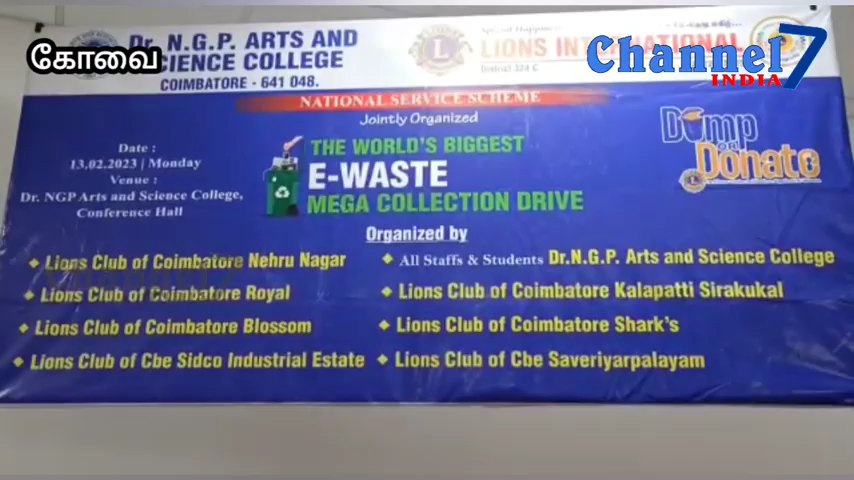 கோவை
Dr. N.G.P. ARTS AND
SCIENCE COLLEGE
COIMBATORE - 641 048.
LIONS INTERNATIONAL
District 324 C
Channel 7
INDIA
NATIONAL SERVICE SCHEME
Jointly Organized
Date :
13.02.2023 | Monday
Venue :
Dr. NGP Arts and Science College,
Conference Hall
THE WORLD'S BIGGEST
E-WASTE
MEGA COLLECTION DRIVE
Dump
OR
Donate
Organized by
Lions Club of Coimbatore Nehru Nagar
Lions Club of Coimbatore Royal
Lions Club of Coimbatore Blossom
Lions Club of Cbe Sidco Industrial Estate
All Staffs & Students Dr.N.G.P. Arts and Science College
Lions Club of Coimbatore Kalapatti Sirakukal
Lions Club of Coimbatore Shark's
Lions Club of Cbe Saveriyarpalayam